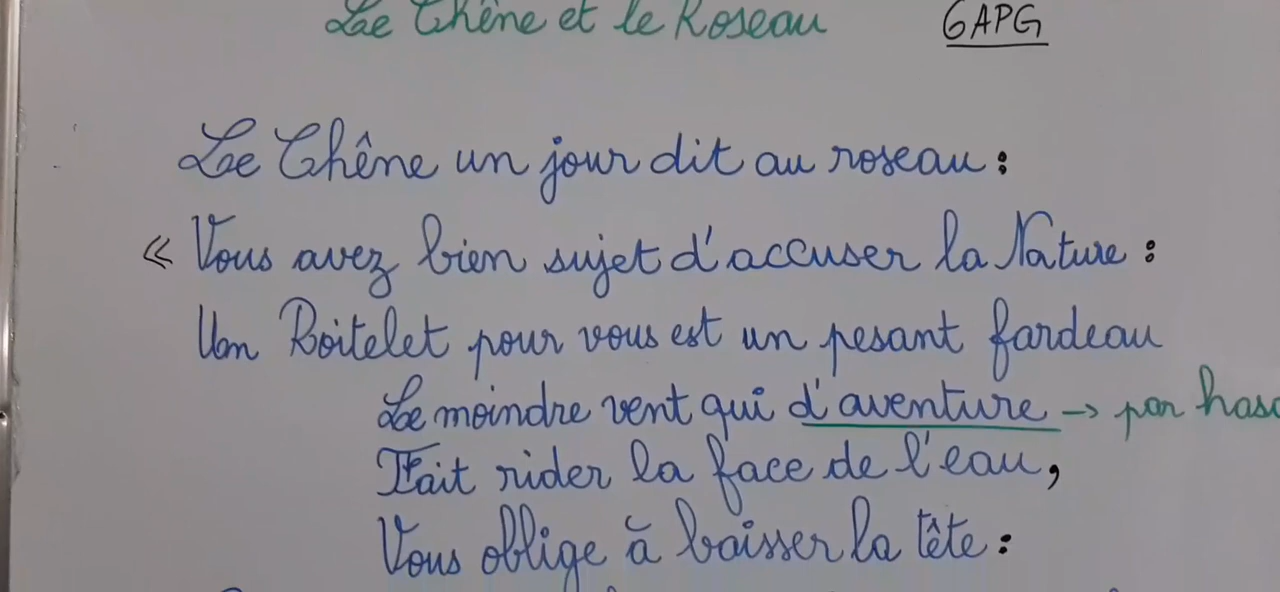 Le Chêne et le Roseau 6APG
Le Chêne un jour dit au roseau :
« Vous avez bien sujet d'accuser la Nature :
Un Roitelet pour vous est un pesant fardeau
Le moindre vent qui d'aventure → par
Fait rider la face de l'eau,
Vous oblige à baisser la tête :